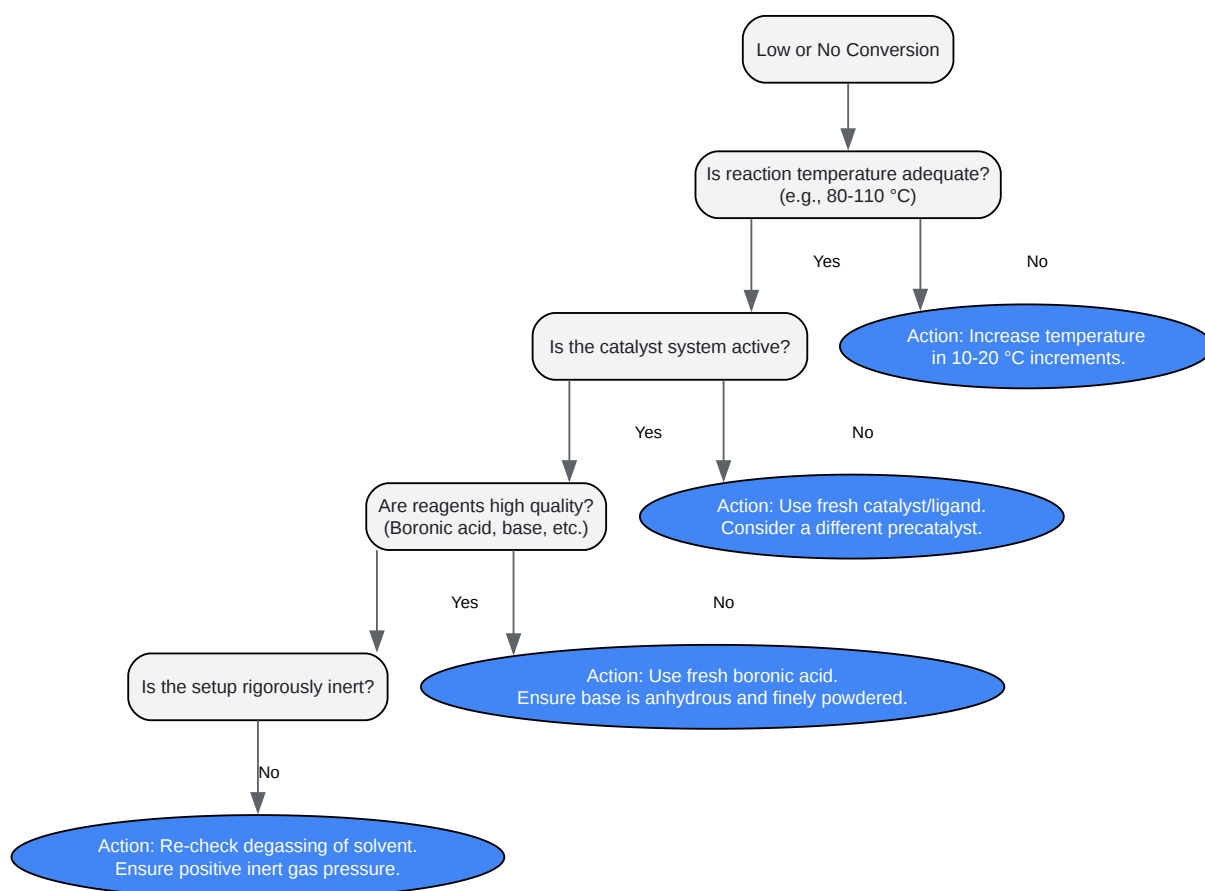 Low or No Conversion
Is reaction temperature adequate?
(e.g., 80-110 °C)
Yes
No
Action: Increase temperature
in 10-20 °C increments.
Is the catalyst system active?
Yes
No
Action: Use fresh catalyst/ligand.
Consider a different precatalyst.
Are reagents high quality?
(Boronic acid, base, etc.)
Yes
No
Action: Use fresh boronic acid.
Ensure base is anhydrous and finely powdered.
Is the setup rigorously inert?
No
Action: Re-check degassing of solvent.
Ensure positive inert gas pressure.